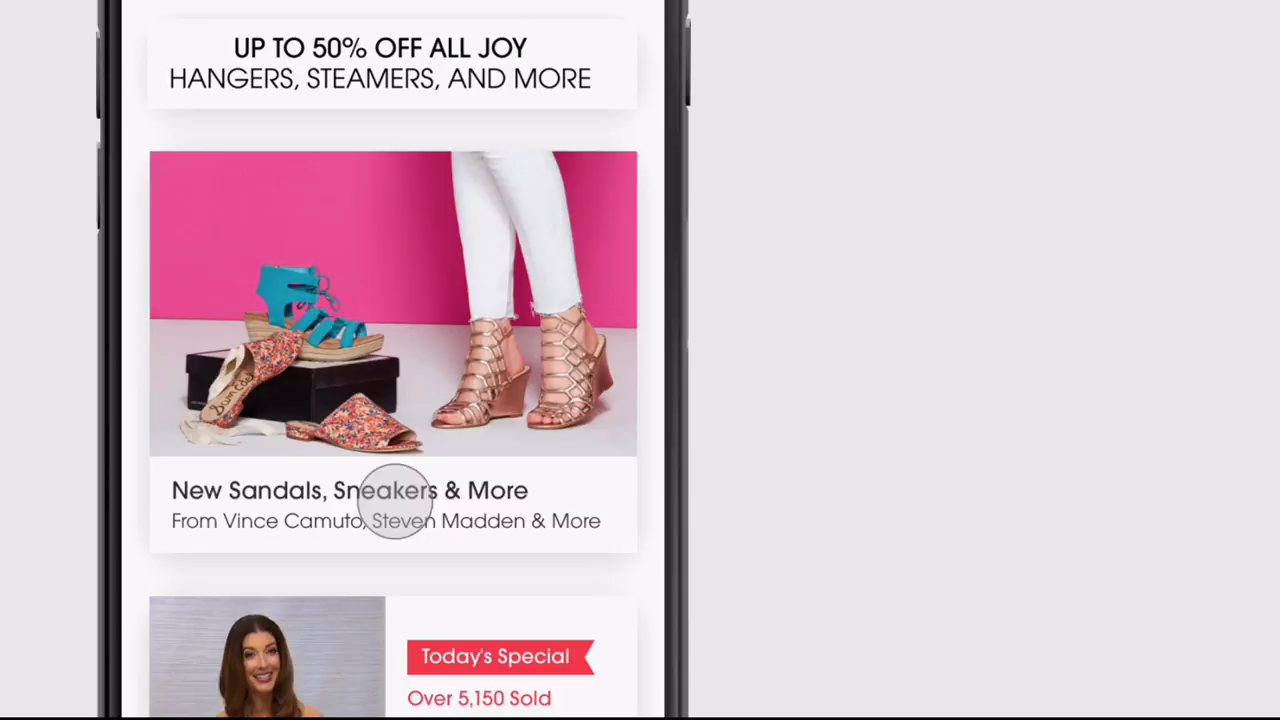 UP TO 50% OFF ALL JOY
HANGERS, STEAMERS, AND MORE
New Sandals, Sneakers & More
From Vince Camuto, Steven Madden & More
Today's Special
Over 5,150 Sold